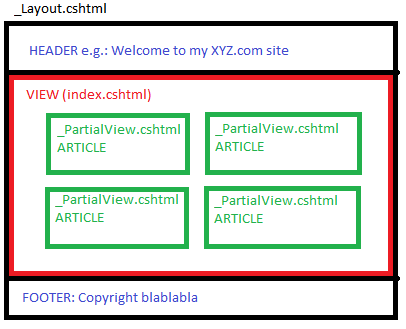 _Layout.cshtml
HEADER e.g.: Welcome to my XYZ.com site
VIEW (index.cshtml)
_PartialView.cshtml
ARTICLE
_PartialView.cshtml
ARTICLE
_PartialView.cshtml
ARTICLE
_PartialView.cshtml
ARTICLE
FOOTER: Copyright blablabla